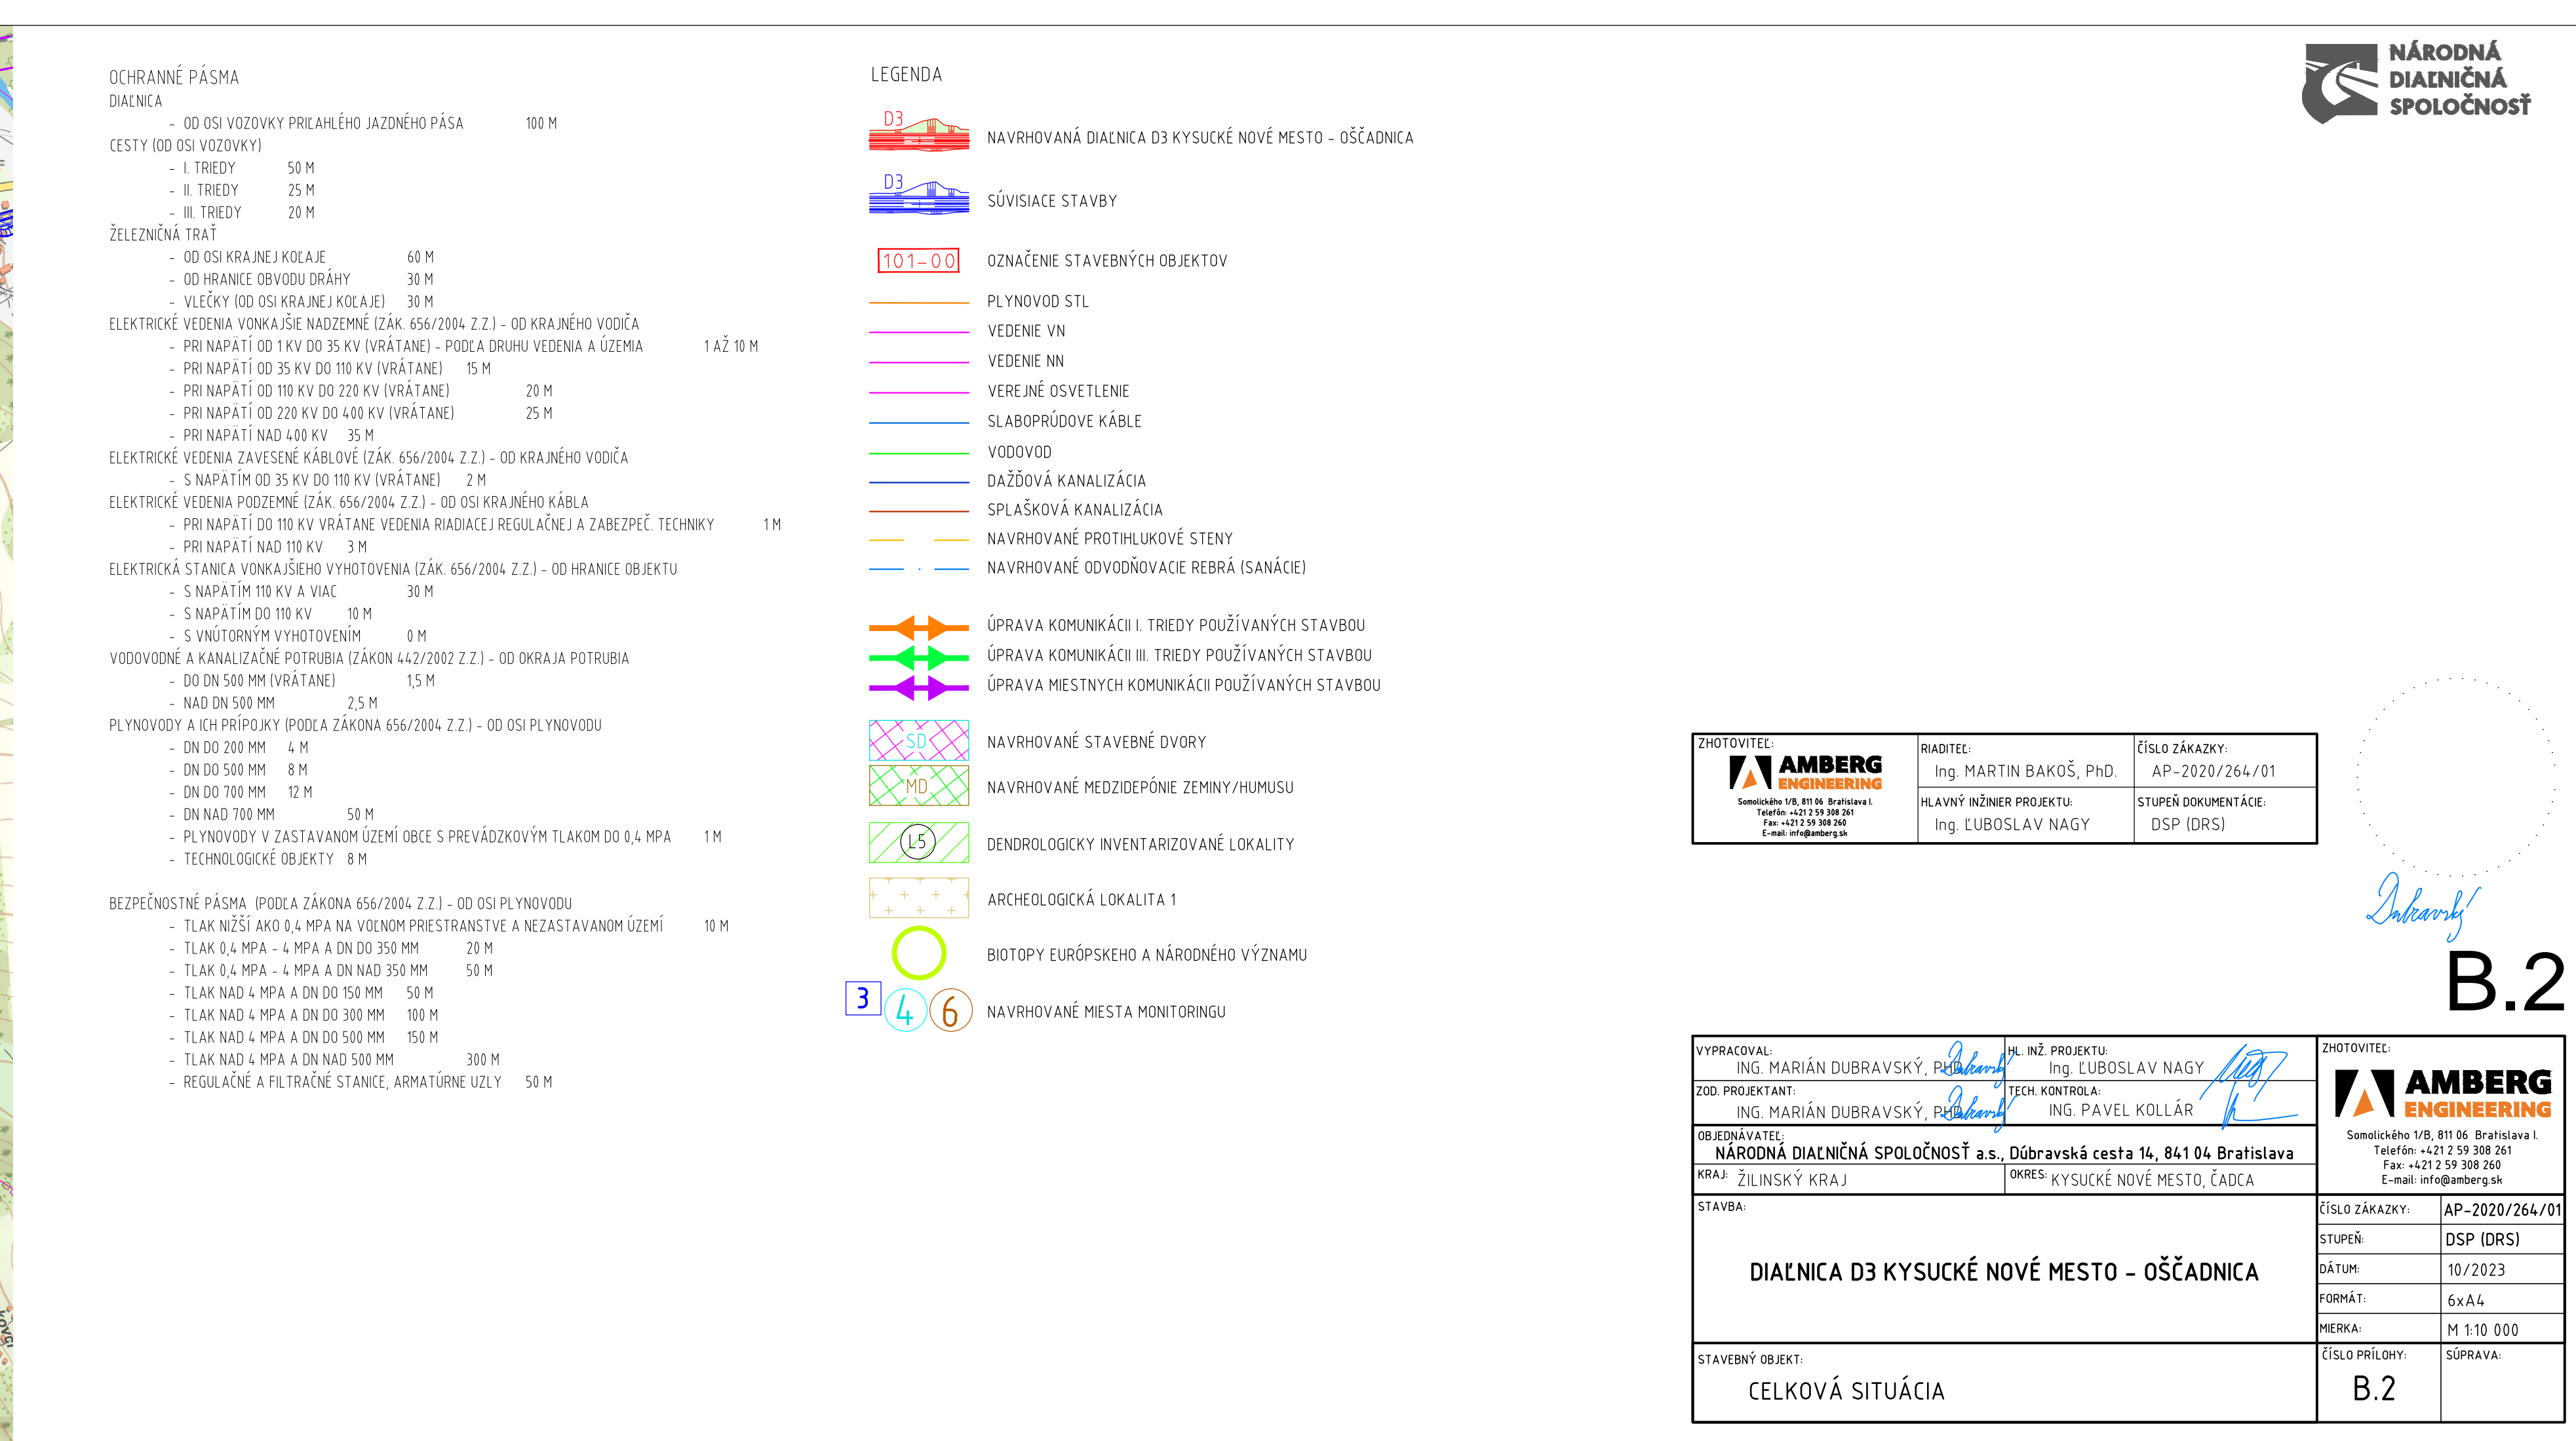 OCHRANNÉ PÁSMA
DIAĽNICA
- OD OSI VOZOVKY PRIĽAHLÉHO JAZDNÉHO PÁSA 100 M
CESTY (OD OSI VOZOVKY)
- I. TRIEDY 50 M
- II. TRIEDY 25 M
- III. TRIEDY 20 M
ŽELEZNIČNÁ TRAŤ
- OD OSI KRAJNEJ KOĽAJE 60 M
- OD HRANICE OBVODU DRÁHY 30 M
- VLEČKY (OD OSI KRAJNEJ KOĽAJE) 30 M
ELEKTRICKÉ VEDENIA VONKAJŠIE NADZEMNÉ (ZÁK. 656/2004 Z.Z.) - OD KRAJNÉHO VODIČA
- PRI NAPÄTÍ OD 1 KV DO 35 KV (VRÁTANE) - PODĽA DRUHU VEDENIA A ÚZEMIA 1 AŽ 10 M
- PRI NAPÄTÍ OD 35 KV DO 110 KV (VRÁTANE) 15 M
- PRI NAPÄTÍ OD 110 KV DO 220 KV (VRÁTANE) 20 M
- PRI NAPÄTÍ OD 220 KV DO 400 KV (VRÁTANE) 25 M
- PRI NAPÄTÍ NAD 400 KV 35 M
ELEKTRICKÉ VEDENIA ZAVESENÉ KÁBLOVÉ (ZÁK. 656/2004 Z.Z.) - OD KRAJNÉHO VODIČA
- S NAPÄTÍM OD 35 KV DO 110 KV (VRÁTANE) 2 M
ELEKTRICKÉ VEDENIA PODZEMNÉ (ZÁK. 656/2004 Z.Z.) - OD OSI KRAJNÉHO KÁBLA
- PRI NAPÄTÍ DO 110 KV VRÁTANE VEDENIA RIADIACEJ REGULAČNEJ A ZABEZPEČ. TECHNIKY 1 M
- PRI NAPÄTÍ NAD 110 KV 3 M
ELEKTRICKÁ STANICA VONKAJŠIEHO VYHOTOVENIA (ZÁK. 656/2004 Z.Z.) - OD HRANICE OBJEKTU
- S NAPÄTÍM 110 KV A VIAC 30 M
- S NAPÄTÍM DO 110 KV 10 M
- S VNÚTORNÝM VYHOTOVENÍM 0 M
VODOVODNÉ A KANALIZAČNÉ POTRUBIA (ZÁKON 442/2002 Z.Z.) - OD OKRAJA POTRUBIA
- DO DN 500 MM (VRÁTANE) 1,5 M
- NAD DN 500 MM 2,5 M
PLYNOVODY A ICH PRÍPOJKY (PODĽA ZÁKONA 656/2004 Z.Z.) - OD OSI PLYNOVODU
- DN DO 200 MM 4 M
- DN DO 500 MM 8 M
- DN DO 700 MM 12 M
- DN NAD 700 MM 50 M
- PLYNOVODY V ZASTAVANOM ÚZEMÍ OBCE S PREVÁDZKOVÝM TLAKOM DO 0,4 MPA 1 M
- TECHNOLOGICKÉ OBJEKTY 8 M
BEZPEČNOSTNÉ PÁSMA (PODĽA ZÁKONA 656/2004 Z.Z.) - OD OSI PLYNOVODU
- TLAK NIŽŠÍ AKO 0,4 MPA NA VOĽNOM PRIESTRANSTVE A NEZASTAVANOM ÚZEMÍ 10 M
- TLAK 0,4 MPA - 4 MPA A DN DO 350 MM 20 M
- TLAK 0,4 MPA - 4 MPA A DN NAD 350 MM 50 M
- TLAK NAD 4 MPA A DN DO 150 MM 50 M
- TLAK NAD 4 MPA A DN DO 300 MM 100 M
- TLAK NAD 4 MPA A DN DO 500 MM 150 M
- TLAK NAD 4 MPA A DN NAD 500 MM 300 M
- REGULAČNÉ A FILTRAČNÉ STANICE, ARMATÚRNE UZLY 50 M
LEGENDA
D3 NAVRHOVANÁ DIAĽNICA D3 KYSUCKÉ NOVÉ MESTO - OŠČADNICA
D3 SÚVISIACE STAVBY
101-00 OZNAČENIE STAVEBNÝCH OBJEKTOV
PLYNOVOD STL
VEDENIE VN
VEDENIE NN
VEREJNÉ OSVETLENIE
SLABOPRÚDOVE KÁBLE
VODOVOD
DAŽĎOVÁ KANALIZÁCIA
SPLAŠKOVÁ KANALIZÁCIA
NAVRHOVANÉ PROTIHLUKOVÉ STENY
NAVRHOVANÉ ODVODŇOVACIE REBRÁ (SANÁCIE)
ÚPRAVA KOMUNIKÁCII I. TRIEDY POUŽÍVANÝCH STAVBOU
ÚPRAVA KOMUNIKÁCII III. TRIEDY POUŽÍVANÝCH STAVBOU
ÚPRAVA MIESTNYCH KOMUNIKÁCII POUŽÍVANÝCH STAVBOU
SD NAVRHOVANÉ STAVEBNÉ DVORY
MD NAVRHOVANÉ MEDZIDEPÓNIE ZEMINY/HUMUSU
L5 DENDROLOGICKY INVENTARIZOVANÉ LOKALITY
ARCHEOLOGICKÁ LOKALITA 1
BIOTOPY EURÓPSKEHO A NÁRODNÉHO VÝZNAMU
3 4 6 NAVRHOVANÉ MIESTA MONITORINGU
NÁRODNÁ
DIAĽNIČNÁ
SPOLOČNOSŤ
ZHOTOVITEĽ:
AMBERG
ENGINEERING
Somolického 1/B, 811 06 Bratislava I.
Telefón: +421 2 59 308 261
Fax: +421 2 59 308 260
E-mail: info@amberg.sk
RIADITEĽ:
Ing. MARTIN BAKOŠ, PhD.
ČÍSLO ZÁKAZKY:
AP-2020/264/01
HLAVNÝ INŽINIER PROJEKTU:
Ing. ĽUBOSLAV NAGY
STUPEŇ DOKUMENTÁCIE:
DSP (DRS)
Dubravský
B.2
VYPRACOVAL:
ING. MARIÁN DUBRAVSKÝ, PHD.
Dubravský
HL. INŽ. PROJEKTU:
Ing. ĽUBOSLAV NAGY
ZOD. PROJEKTANT:
ING. MARIÁN DUBRAVSKÝ, PHD.
Dubravský
TECH. KONTROLA:
ING. PAVEL KOLLÁR
OBJEDNÁVATEĽ:
NÁRODNÁ DIAĽNIČNÁ SPOLOČNOSŤ a.s., Dúbravská cesta 14, 841 04 Bratislava
KRAJ: ŽILINSKÝ KRAJ
OKRES: KYSUCKÉ NOVÉ MESTO, ČADCA
STAVBA:
DIAĽNICA D3 KYSUCKÉ NOVÉ MESTO - OŠČADNICA
STAVEBNÝ OBJEKT:
CELKOVÁ SITUÁCIA
ZHOTOVITEĽ:
AMBERG
ENGINEERING
Somolického 1/B, 811 06 Bratislava I.
Telefón: +421 2 59 308 261
Fax: +421 2 59 308 260
E-mail: info@amberg.sk
ČÍSLO ZÁKAZKY: AP-2020/264/01
STUPEŇ: DSP (DRS)
DÁTUM: 10/2023
FORMÁT: 6xA4
MIERKA: M 1:10 000
ČÍSLO PRÍLOHY:
B.2
SÚPRAVA: